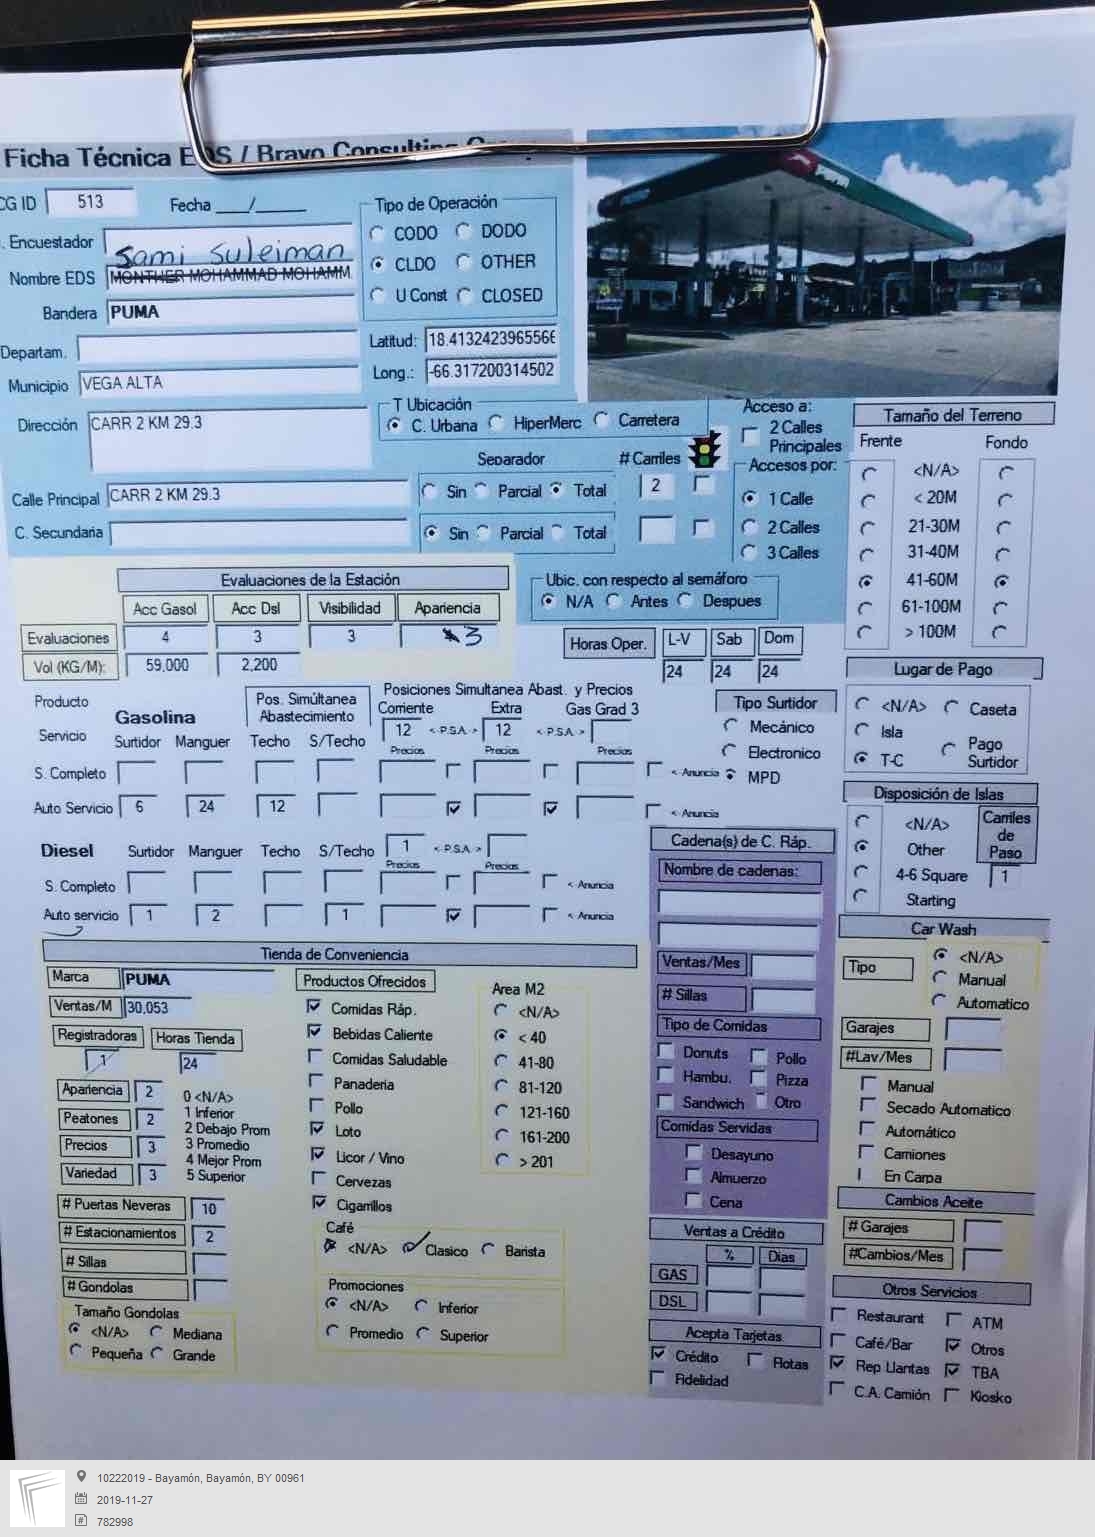 Ficha Técnica EDS / Bravo Consulting
CG ID 513 Fecha ___/_____
. Encuestador
Sami Suleiman
Nombre EDS MONTHER MOHAMMAD MOHAMM
Bandera PUMA
Departam.
Municipio VEGA ALTA
Tipo de Operación
CODO DODO
CLDO OTHER
U Const CLOSED
Latitud: 18.4132423965566
Long.: -66.317200314502
Dirección CARR 2 KM 29.3
T Ubicación
C. Urbana HiperMerc Carretera
Calle Principal CARR 2 KM 29.3
C. Secundaria
Separador # Carriles
Sin Parcial Total 2
Sin Parcial Total
Acceso a:
2 Calles
Principales
Accesos por:
1 Calle
2 Calles
3 Calles
Tamaño del Terreno
Frente Fondo
<N/A>
< 20M
21-30M
31-40M
41-60M
61-100M
> 100M
Evaluaciones de la Estación
Acc Gasol Acc Dsl Visibilidad Apariencia
Evaluaciones 4 3 3 3
Vol (KG/M): 59,000 2,200
Ubic. con respecto al semáforo
N/A Antes Despues
Horas Oper. L-V Sab Dom
24 24 24
Lugar de Pago
<N/A> Caseta
Isla
T-C Pago
Surtidor
Producto
Servicio
Gasolina
Pos. Simúltanea
Abastecimiento
Posiciones Simultanea Abast. y Precios
Corriente Extra Gas Grad 3
12 < P.S.A. > 12 < P.S.A. >
Surtidor Manguer Techo S/Techo Precios Precios Precios
S. Completo < Anuncia
Auto Servicio 6 24 12 < Anuncia
Tipo Surtidor
Mecánico
Electronico
MPD
Disposición de Islas
<N/A>
Other
4-6 Square
Starting
Carriles
de
Paso
1
Diesel Surtidor Manguer Techo S/Techo 1 < P.S.A. >
Precios Precios
S. Completo < Anuncia
Auto servicio 1 2 1 < Anuncia
Cadena(s) de C. Ráp.
Nombre de cadenas:
Ventas/Mes
# Sillas
Tipo de Comidas
Donuts Pollo
Hambu. Pizza
Sandwich Otro
Comidas Servidas
Desayuno
Almuerzo
Cena
Car Wash
Tipo <N/A>
Manual
Automatico
Garajes
#Lav/Mes
Manual
Secado Automatico
Automático
Camiones
En Carpa
Tienda de Conveniencia
Marca PUMA
Ventas/M 30,053
Registradoras Horas Tienda
1 24
Apariencia 2
Peatones 2
Precios 3
Variedad 3
0 <N/A>
1 Inferior
2 Debajo Prom
3 Promedio
4 Mejor Prom
5 Superior
# Puertas Neveras 10
# Estacionamientos 2
# Sillas
# Gondolas
Tamaño Gondolas
<N/A> Mediana
Pequeña Grande
Productos Ofrecidos
Comidas Ráp.
Bebidas Caliente
Comidas Saludable
Panaderia
Pollo
Loto
Licor / Vino
Cervezas
Cigarillos
Area M2
<N/A>
< 40
41-80
81-120
121-160
161-200
> 201
Café
<N/A> Clasico Barista
Promociones
<N/A> Inferior
Promedio Superior
Ventas a Crédito
% Dias
GAS
DSL
Acepta Tarjetas
Crédito Flotas
Fidelidad
Cambios Aceite
# Garajes
#Cambios/Mes
Otros Servicios
Restaurant ATM
Café/Bar Otros
Rep Llantas TBA
C.A. Camión Kiosko
10222019 - Bayamón, Bayamón, BY 00961
2019-11-27
782998